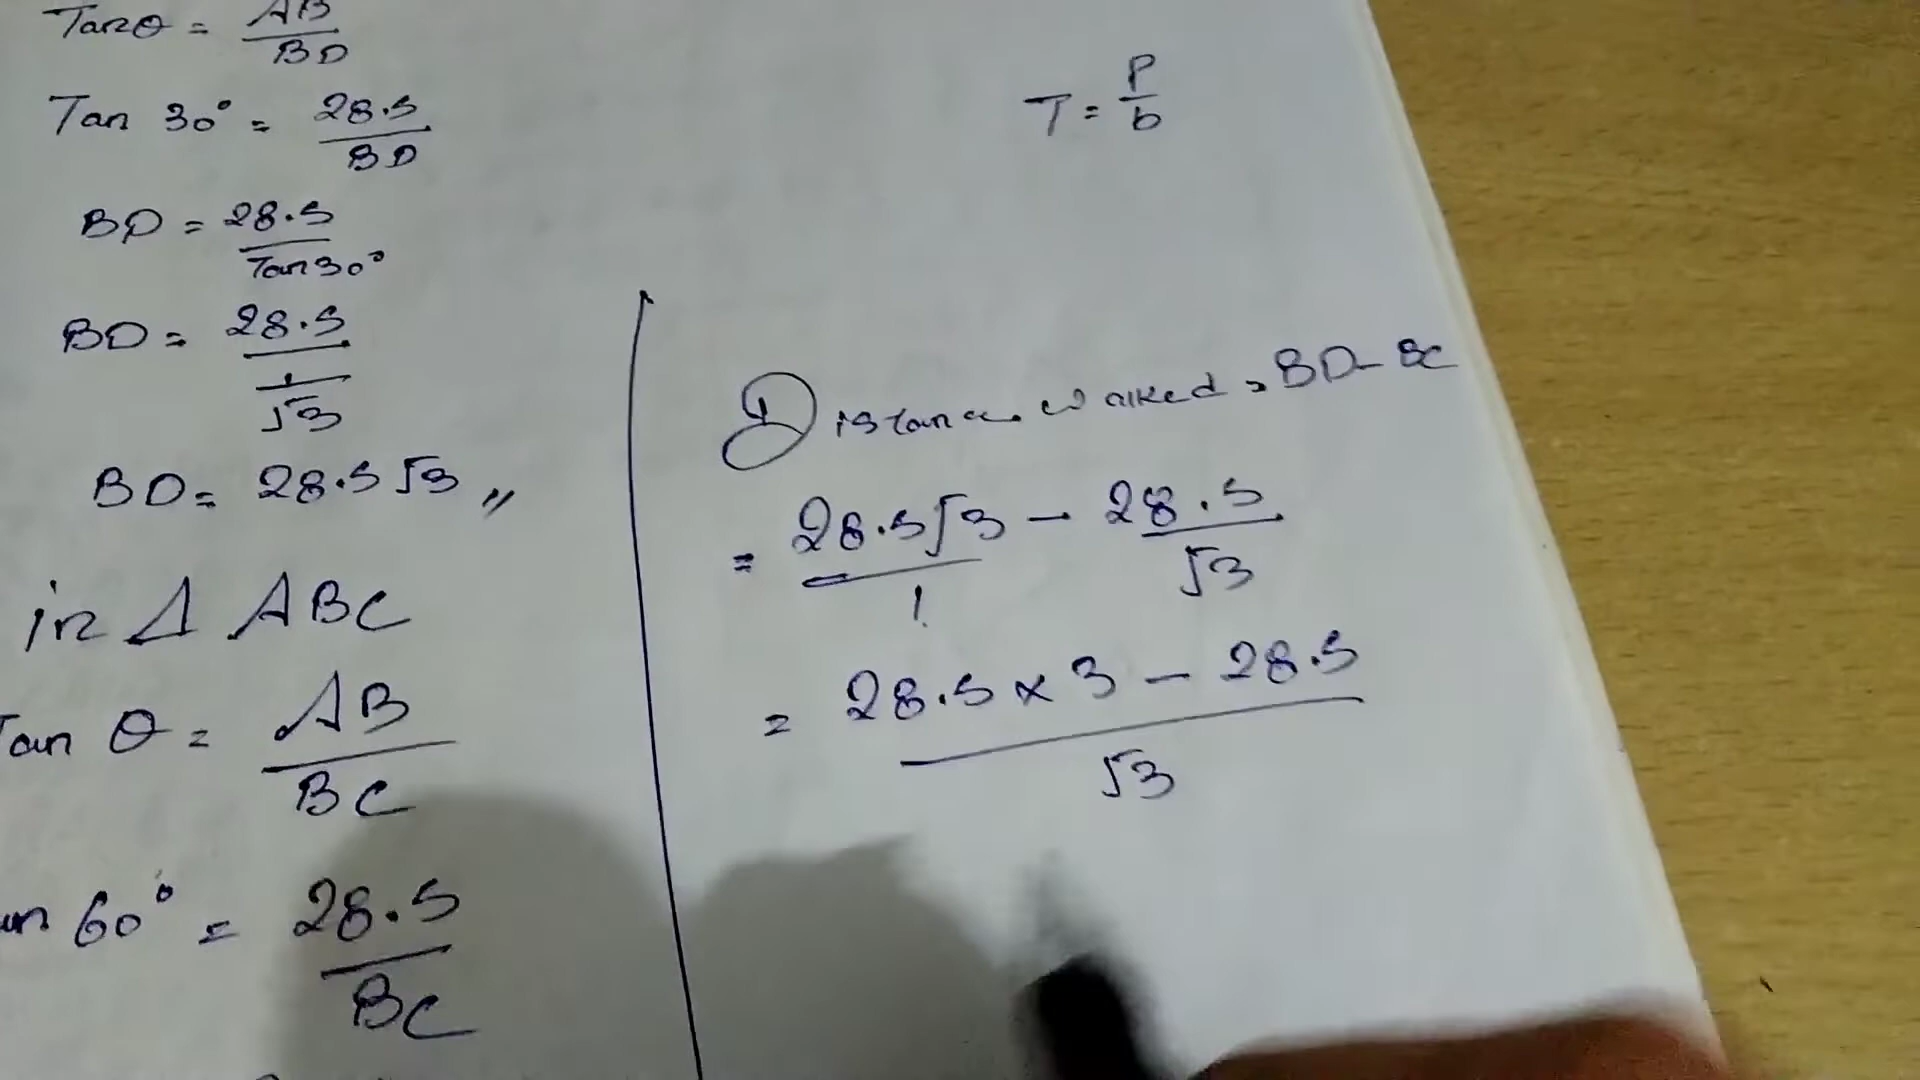 Tanθ = AB/BD
Tan 30° = 28.5/BD
BD = 28.5/Tan30°
BD = 28.5/(1/√3)
BD = 28.5√3 〃
in Δ ABC
Tan θ = AB/BC
an 60° = 28.5/BC
T = P/b
Distance walked = BD - BC
= 28.5√3/1 - 28.5/√3
= (28.5 × 3 - 28.5)/√3